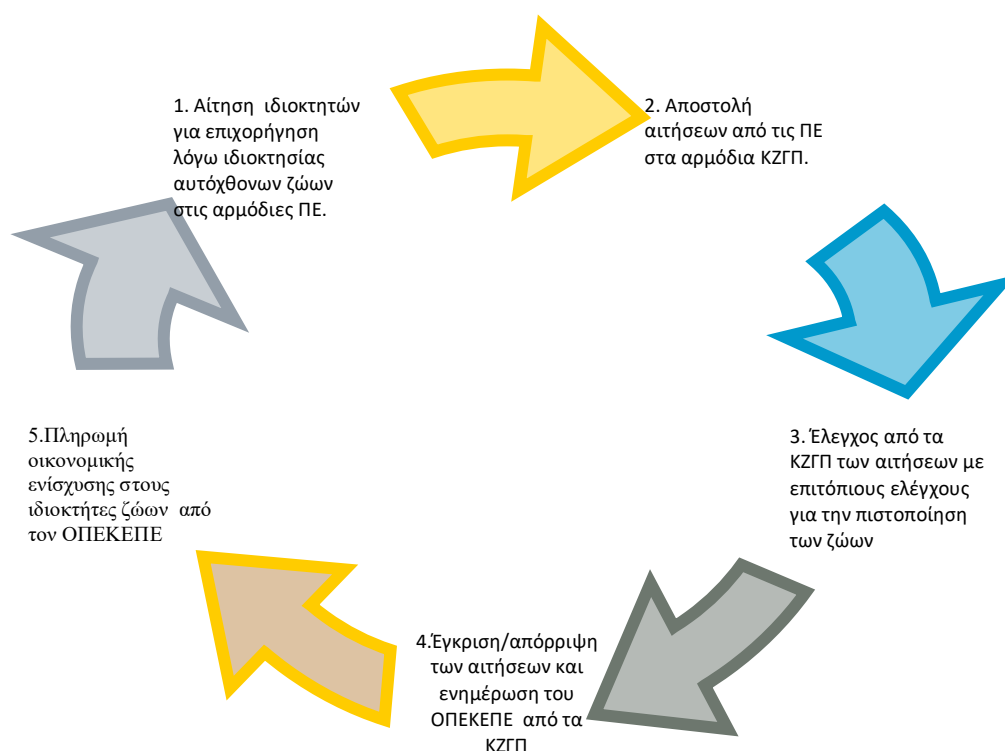 1. Αίτηση ιδιοκτητών
για επιχορήγηση
λόγω ιδιοκτησίας
αυτόχθονων ζώων
στις αρμόδιες ΠΕ.
2. Αποστολή
αιτήσεων από τις ΠΕ
στα αρμόδια ΚΖΓΠ.
3. Έλεγχος από τα
ΚΖΓΠ των αιτήσεων με
επιτόπιους ελέγχους
για την πιστοποίηση
των ζώων
4.Έγκριση/απόρριψη
των αιτήσεων και
ενημέρωση του
ΟΠΕΚΕΠΕ από τα
ΚΖΓΠ
5.Πληρωμή
οικονομικής
ενίσχυσης στους
ιδιοκτήτες ζώων από
τον ΟΠΕΚΕΠΕ